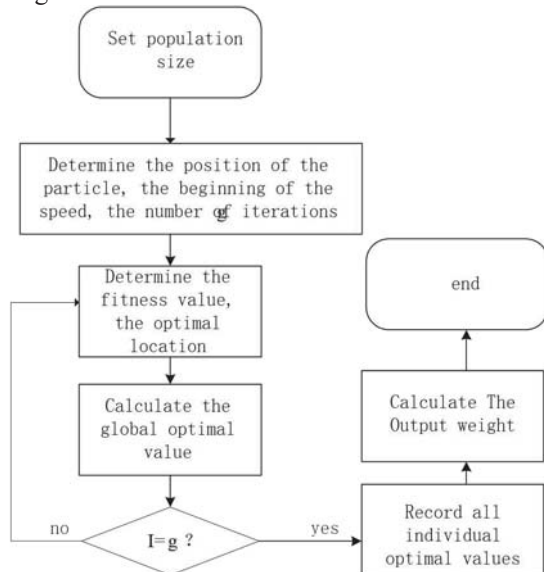 Set population
size
Determine the position of the
particle, the beginning of the
speed, the number of iterations
Determine the
fitness value,
the optimal
location
Calculate the
global optimal
value
no
I=g ?
yes
Record all
individual
optimal values
Calculate The
Output weight
end